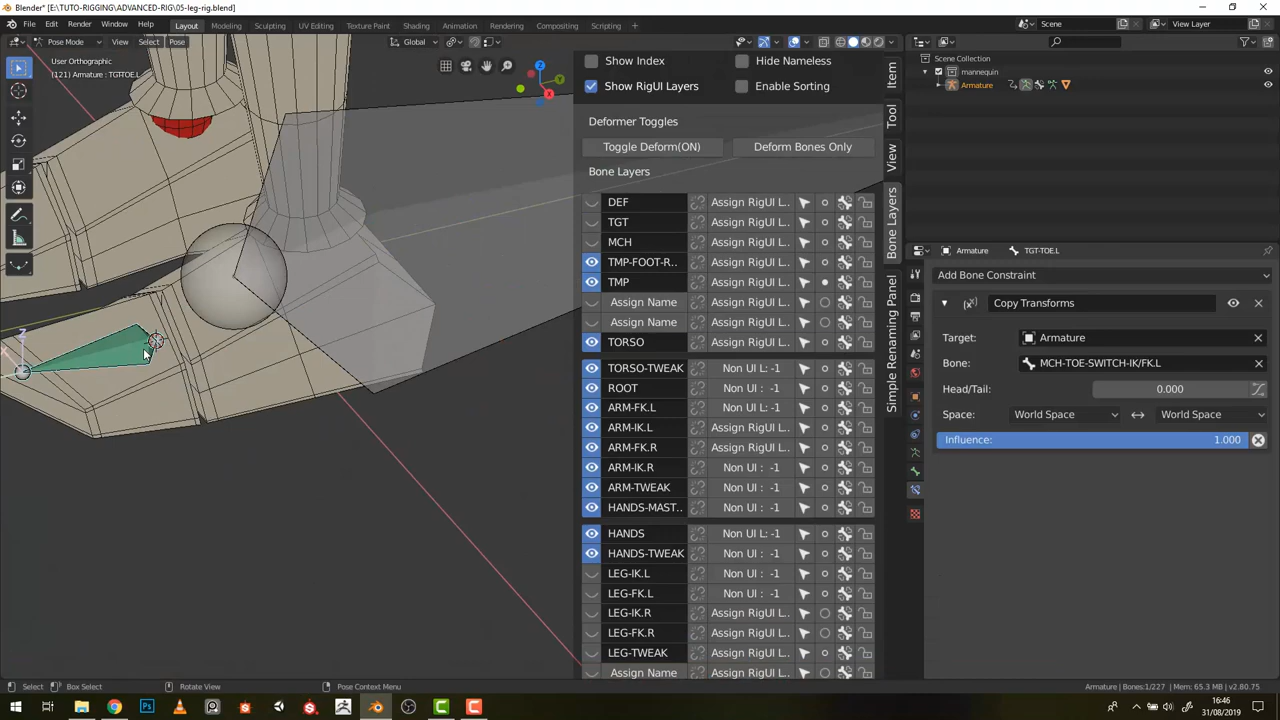 Blender* [E:\TUTO-RIGGING\ADVANCED-RIG\05-leg-rig.blend]
File Edit Render Window Help Layout Modeling Sculpting UV Editing Texture Paint Shading Animation Rendering Compositing Scripting Scene View Layer
Pose Mode View Select Pose Global
User Orthographic
(121) Armature : TGT-TOE.L
Scene Collection
mannequin
Armature
Show Index Hide Nameless
Show RigUI Layers Enable Sorting
Deformer Toggles
Toggle Deform(ON) Deform Bones Only
Bone Layers
DEF Assign RigUI L..
TGT Assign RigUI L..
MCH Assign RigUI L..
TMP-FOOT-R.. Assign RigUI L..
TMP Assign RigUI L..
Assign Name Assign RigUI L..
Assign Name Assign RigUI L..
TORSO Assign RigUI L..
TORSO-TWEAK Non UI L: -1
ROOT Assign RigUI L..
ARM-FK.L Non UI L: -1
ARM-IK.L Assign RigUI L..
ARM-FK.R Assign RigUI L..
ARM-IK.R Non UI : -1
ARM-TWEAK Non UI : -1
HANDS-MAST.. Non UI : -1
HANDS Non UI L: -1
HANDS-TWEAK Non UI L: -1
LEG-IK.L Non UI : -1
LEG-FK.L Non UI : -1
LEG-IK.R Assign RigUI L..
LEG-FK.R Assign RigUI L..
LEG-TWEAK Assign RigUI L..
Assign Name Assign RigUI L..
Item
Tool
View
Bone Layers
Simple Renaming Panel
Armature TGT-TOE.L
Add Bone Constraint
Copy Transforms
Target: Armature
Bone: MCH-TOE-SWITCH-IK/FK.L
Head/Tail: 0.000
Space: World Space World Space
Influence: 1.000
Select Box Select Rotate View Pose Context Menu Armature | Bones:1/227 | Mem: 65.3 MB | v2.80.75
16:46
31/08/2019